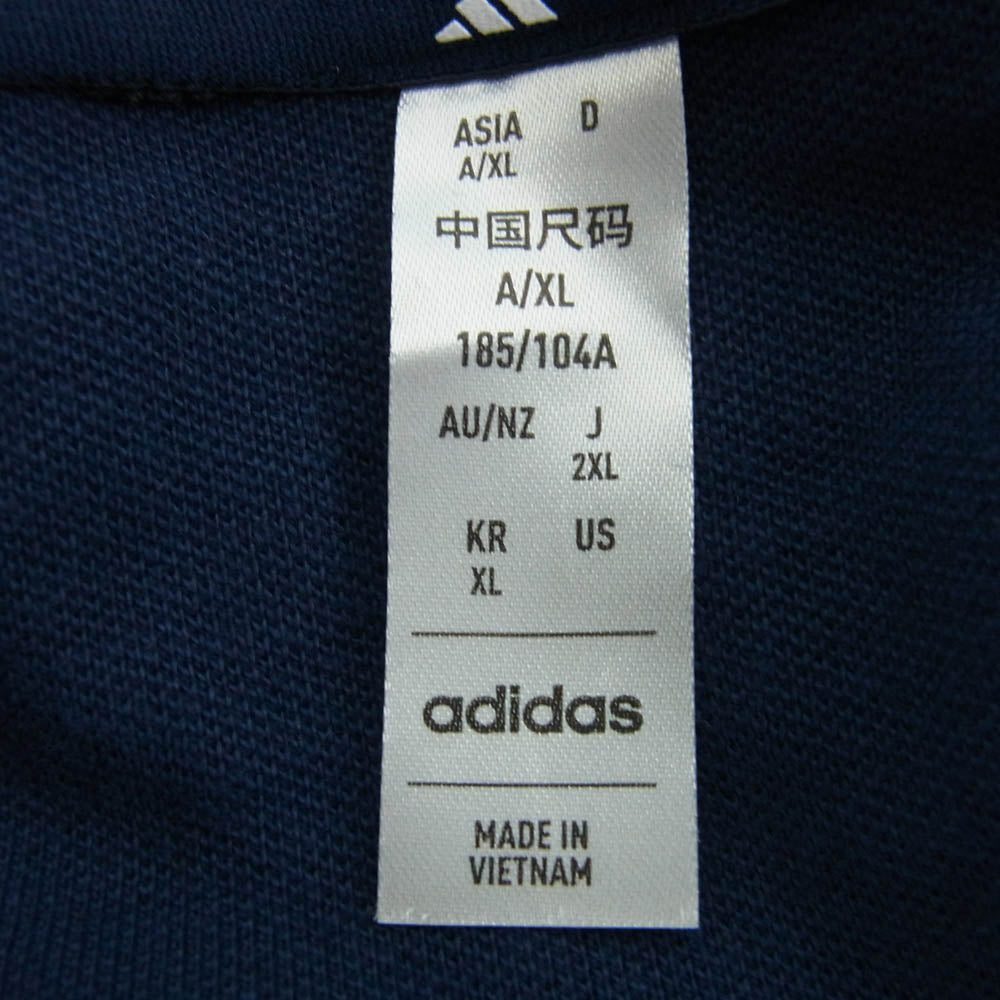 ASIA D
A/XL
中国尺码
A/XL
185/104A
AU/NZ J
2XL
KR US
XL
adidas
MADE IN
VIETNAM